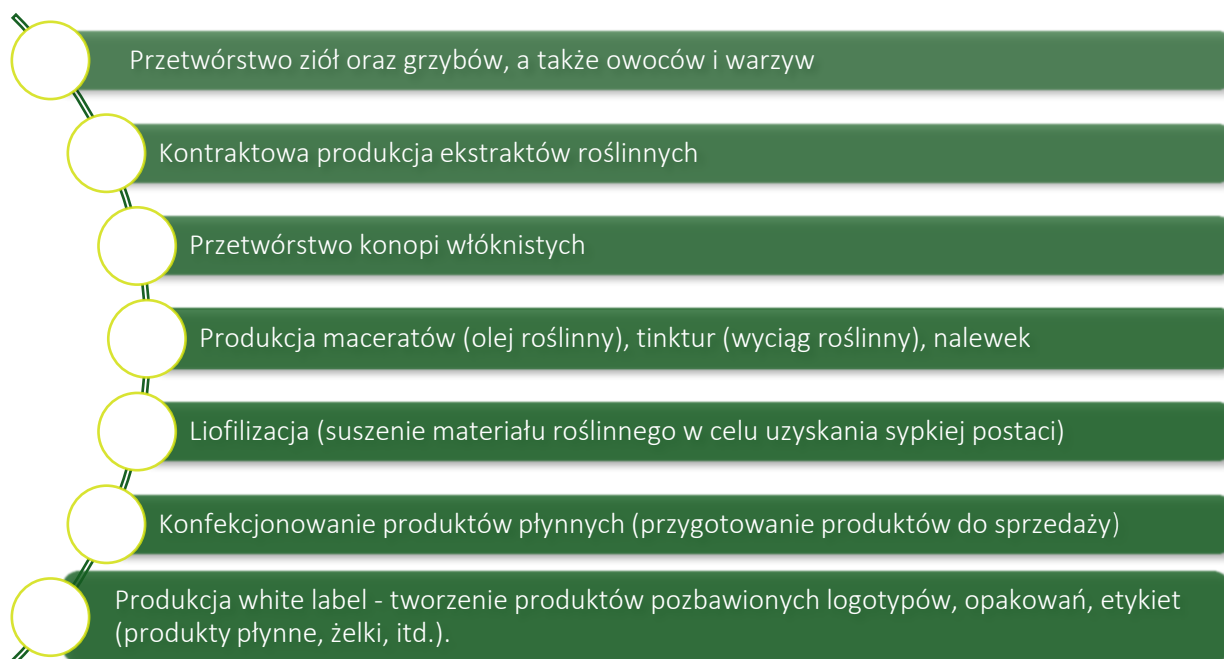 Przetwórstwo ziół oraz grzybów, a także owoców i warzyw
Kontraktowa produkcja ekstraktów roślinnych
Przetwórstwo konopi włóknistych
Produkcja maceratów (olej roślinny), tinktur (wyciąg roślinny), nalewek
Liofilizacja (suszenie materiału roślinnego w celu uzyskania sypkiej postaci)
Konfekcjonowanie produktów płynnych (przygotowanie produktów do sprzedaży)
Produkcja white label - tworzenie produktów pozbawionych logotypów, opakowań, etykiet
(produkty płynne, żelki, itd.).